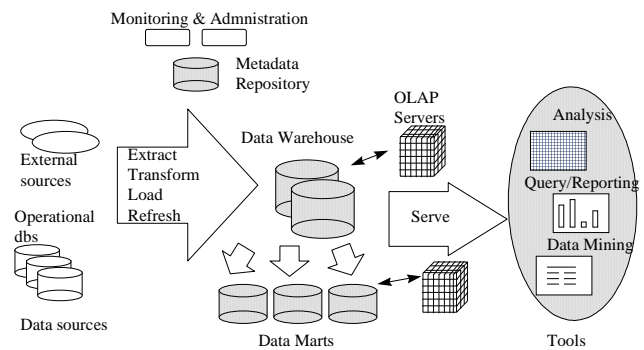 Monitoring & Admnistration
Metadata
Repository
OLAP
Servers
Data Warehouse
External
sources
Extract
Transform
Load
Refresh
Operational
dbs
Serve
Analysis
Query/Reporting
Data Mining
Data sources
Data Marts
Tools